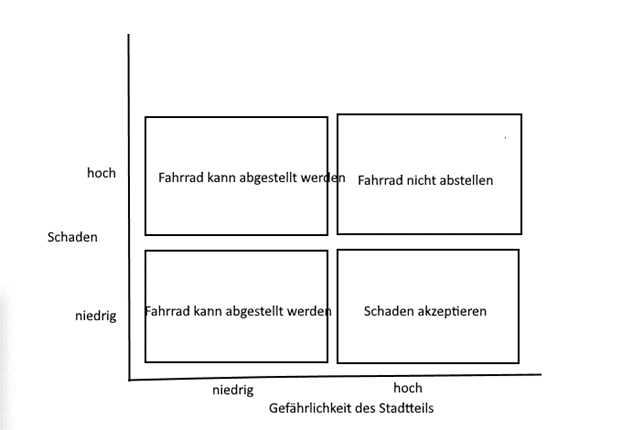 hoch
Fahrrad kann abgestellt werden
Fahrrad nicht abstellen
Schaden
niedrig
Fahrrad kann abgestellt werden
Schaden akzeptieren
niedrig
hoch
Gefährlichkeit des Stadtteils